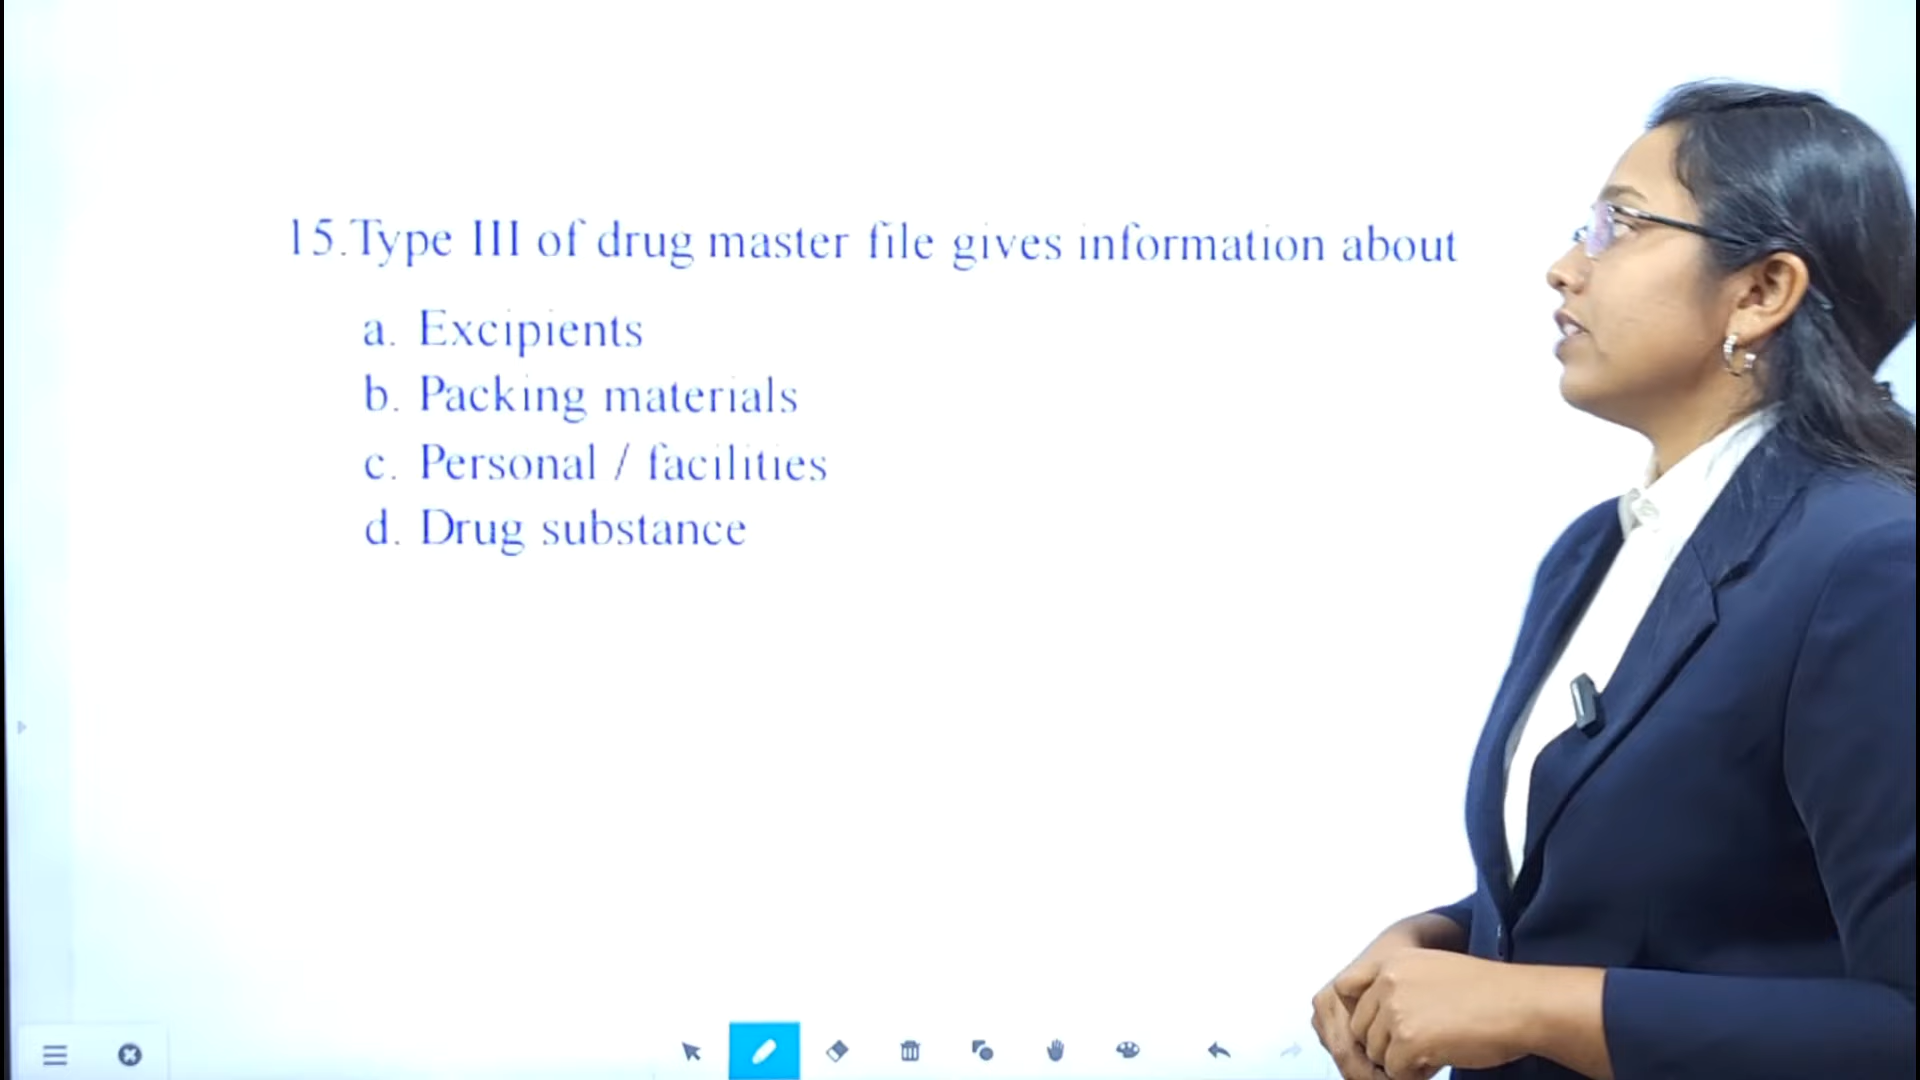 15.Type III of drug master file gives information about
a. Excipients
b. Packing materials
c. Personal / facilities
d. Drug substance